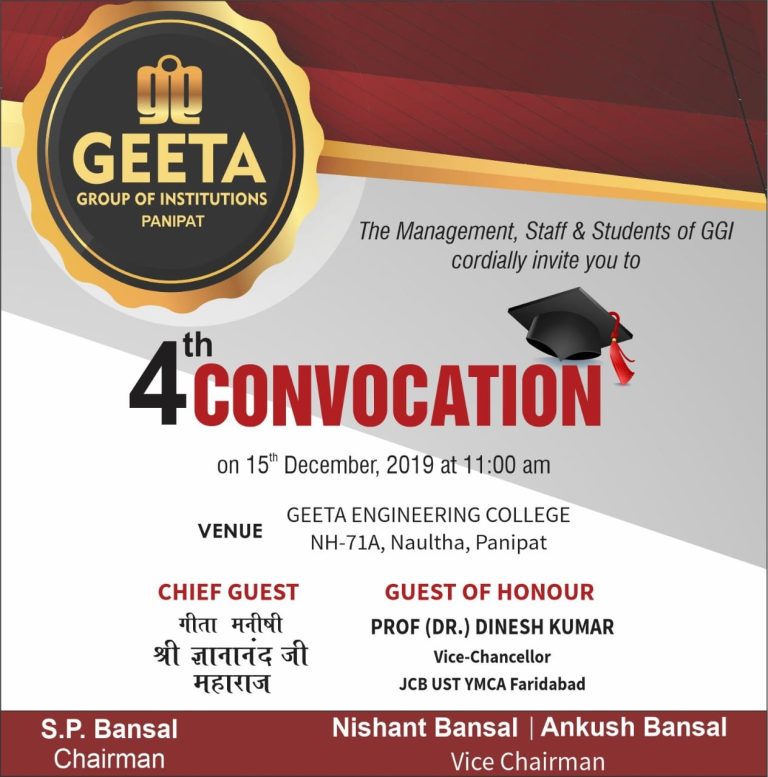 GEETA
GROUP OF INSTITUTIONS
PANIPAT
The Management, Staff & Students of GGI
cordially invite you to
4th CONVOCATION
on 15th December, 2019 at 11:00 am
VENUE
GEETA ENGINEERING COLLEGE
NH-71A, Naultha, Panipat
CHIEF GUEST
गीता मनीषी
श्री ज्ञानानंद जी
महाराज
GUEST OF HONOUR
PROF (DR.) DINESH KUMAR
Vice-Chancellor
JCB UST YMCA Faridabad
S.P. Bansal
Chairman
Nishant Bansal | Ankush Bansal
Vice Chairman